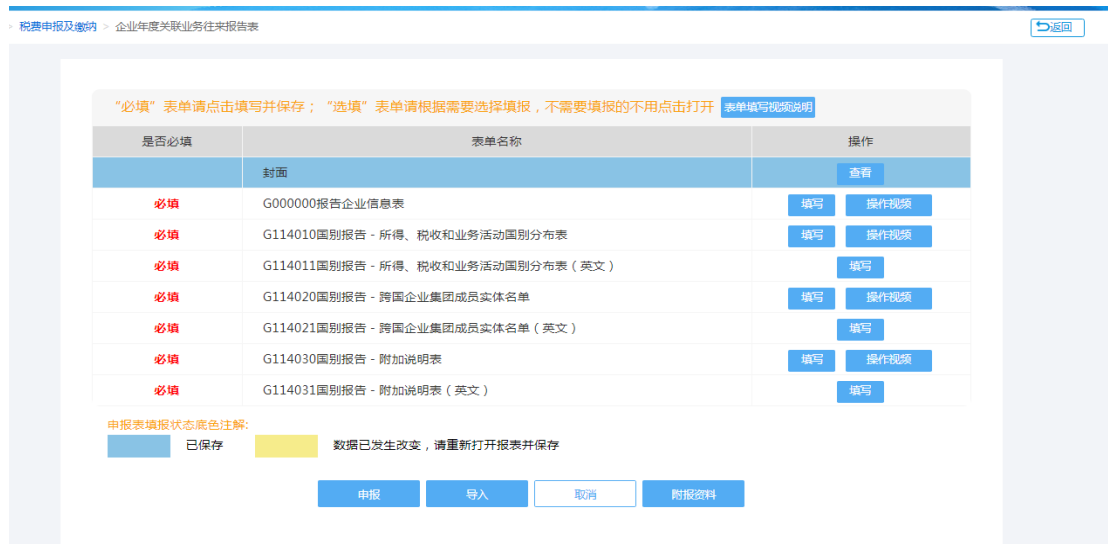 > 税费申报及缴纳 > 企业年度关联业务往来报告表 返回
“必填”表单请点击填写并保存；“选填”表单请根据需要选择填报，不需要填报的不用点击打开 表单填写视频说明
是否必填 表单名称 操作
封面 查看
必填 G000000报告企业信息表 填写 操作视频
必填 G114010国别报告 - 所得、税收和业务活动国别分布表 填写 操作视频
必填 G114011国别报告 - 所得、税收和业务活动国别分布表（英文） 填写
必填 G114020国别报告 - 跨国企业集团成员实体名单 填写 操作视频
必填 G114021国别报告 - 跨国企业集团成员实体名单（英文） 填写
必填 G114030国别报告 - 附加说明表 填写 操作视频
必填 G114031国别报告 - 附加说明表（英文） 填写
申报表填报状态底色注解:
已保存 数据已发生改变，请重新打开报表并保存
申报 导入 取消 附报资料